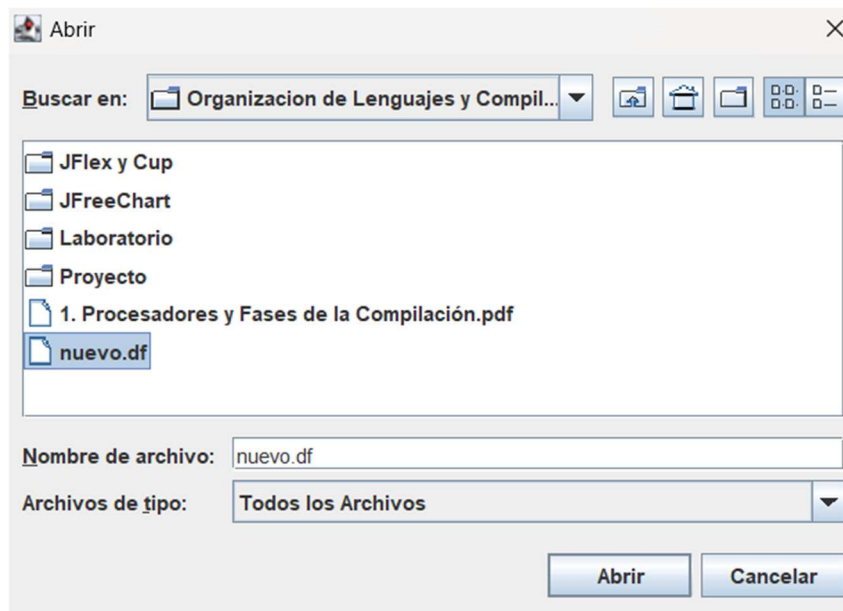 Abrir
Buscar en: Organizacion de Lenguajes y Compil...
JFlex y Cup
JFreeChart
Laboratorio
Proyecto
1. Procesadores y Fases de la Compilación.pdf
nuevo.df
Nombre de archivo: nuevo.df
Archivos de tipo: Todos los Archivos
Abrir Cancelar